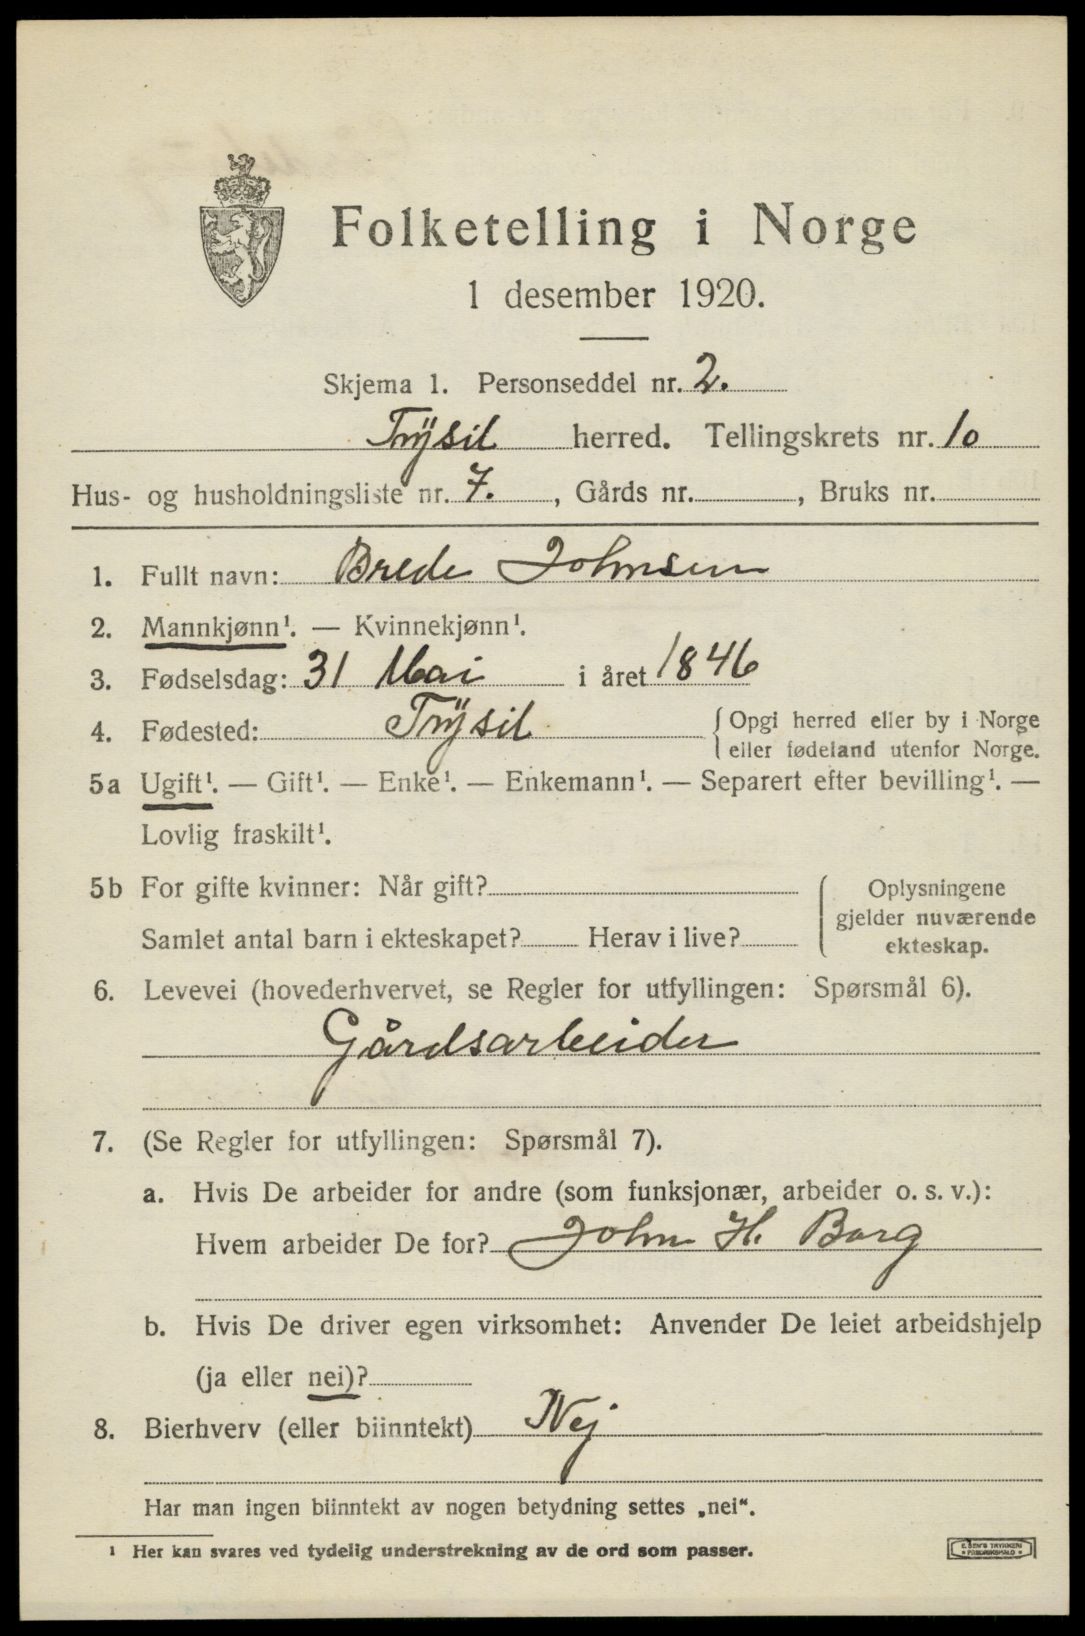 Folketelling i Norge
1 desember 1920.
Skjema 1. Personseddel nr. 2.
Trysil herred. Tellingskrets nr. 10
Hus- og husholdningsliste nr. 7. , Gårds nr. , Bruks nr.
1. Fullt navn: Brede Johnsen
2. Mannkjønn¹. — Kvinnekjønn¹.
3. Fødselsdag: 31 Mai i året 1846
4. Fødested: Trysil { Opgi herred eller by i Norge
eller fødeland utenfor Norge.
5a Ugift¹. — Gift¹. — Enke¹. — Enkemann¹. — Separert efter bevilling¹. —
Lovlig fraskilt¹.
5b For gifte kvinner: Når gift? { Oplysningene
gjelder nuværende
Samlet antal barn i ekteskapet? Herav i live? ekteskap.
6. Levevei (hovederhvervet, se Regler for utfyllingen: Spørsmål 6).
Gårdsarbeider
7. (Se Regler for utfyllingen: Spørsmål 7).
a. Hvis De arbeider for andre (som funksjonær, arbeider o. s. v.):
Hvem arbeider De for? John H. Borg
b. Hvis De driver egen virksomhet: Anvender De leiet arbeidshjelp
(ja eller nei)?
8. Bierhverv (eller biinntekt) Nej
Har man ingen biinntekt av nogen betydning settes „nei“.
¹ Her kan svares ved tydelig understrekning av de ord som passer.